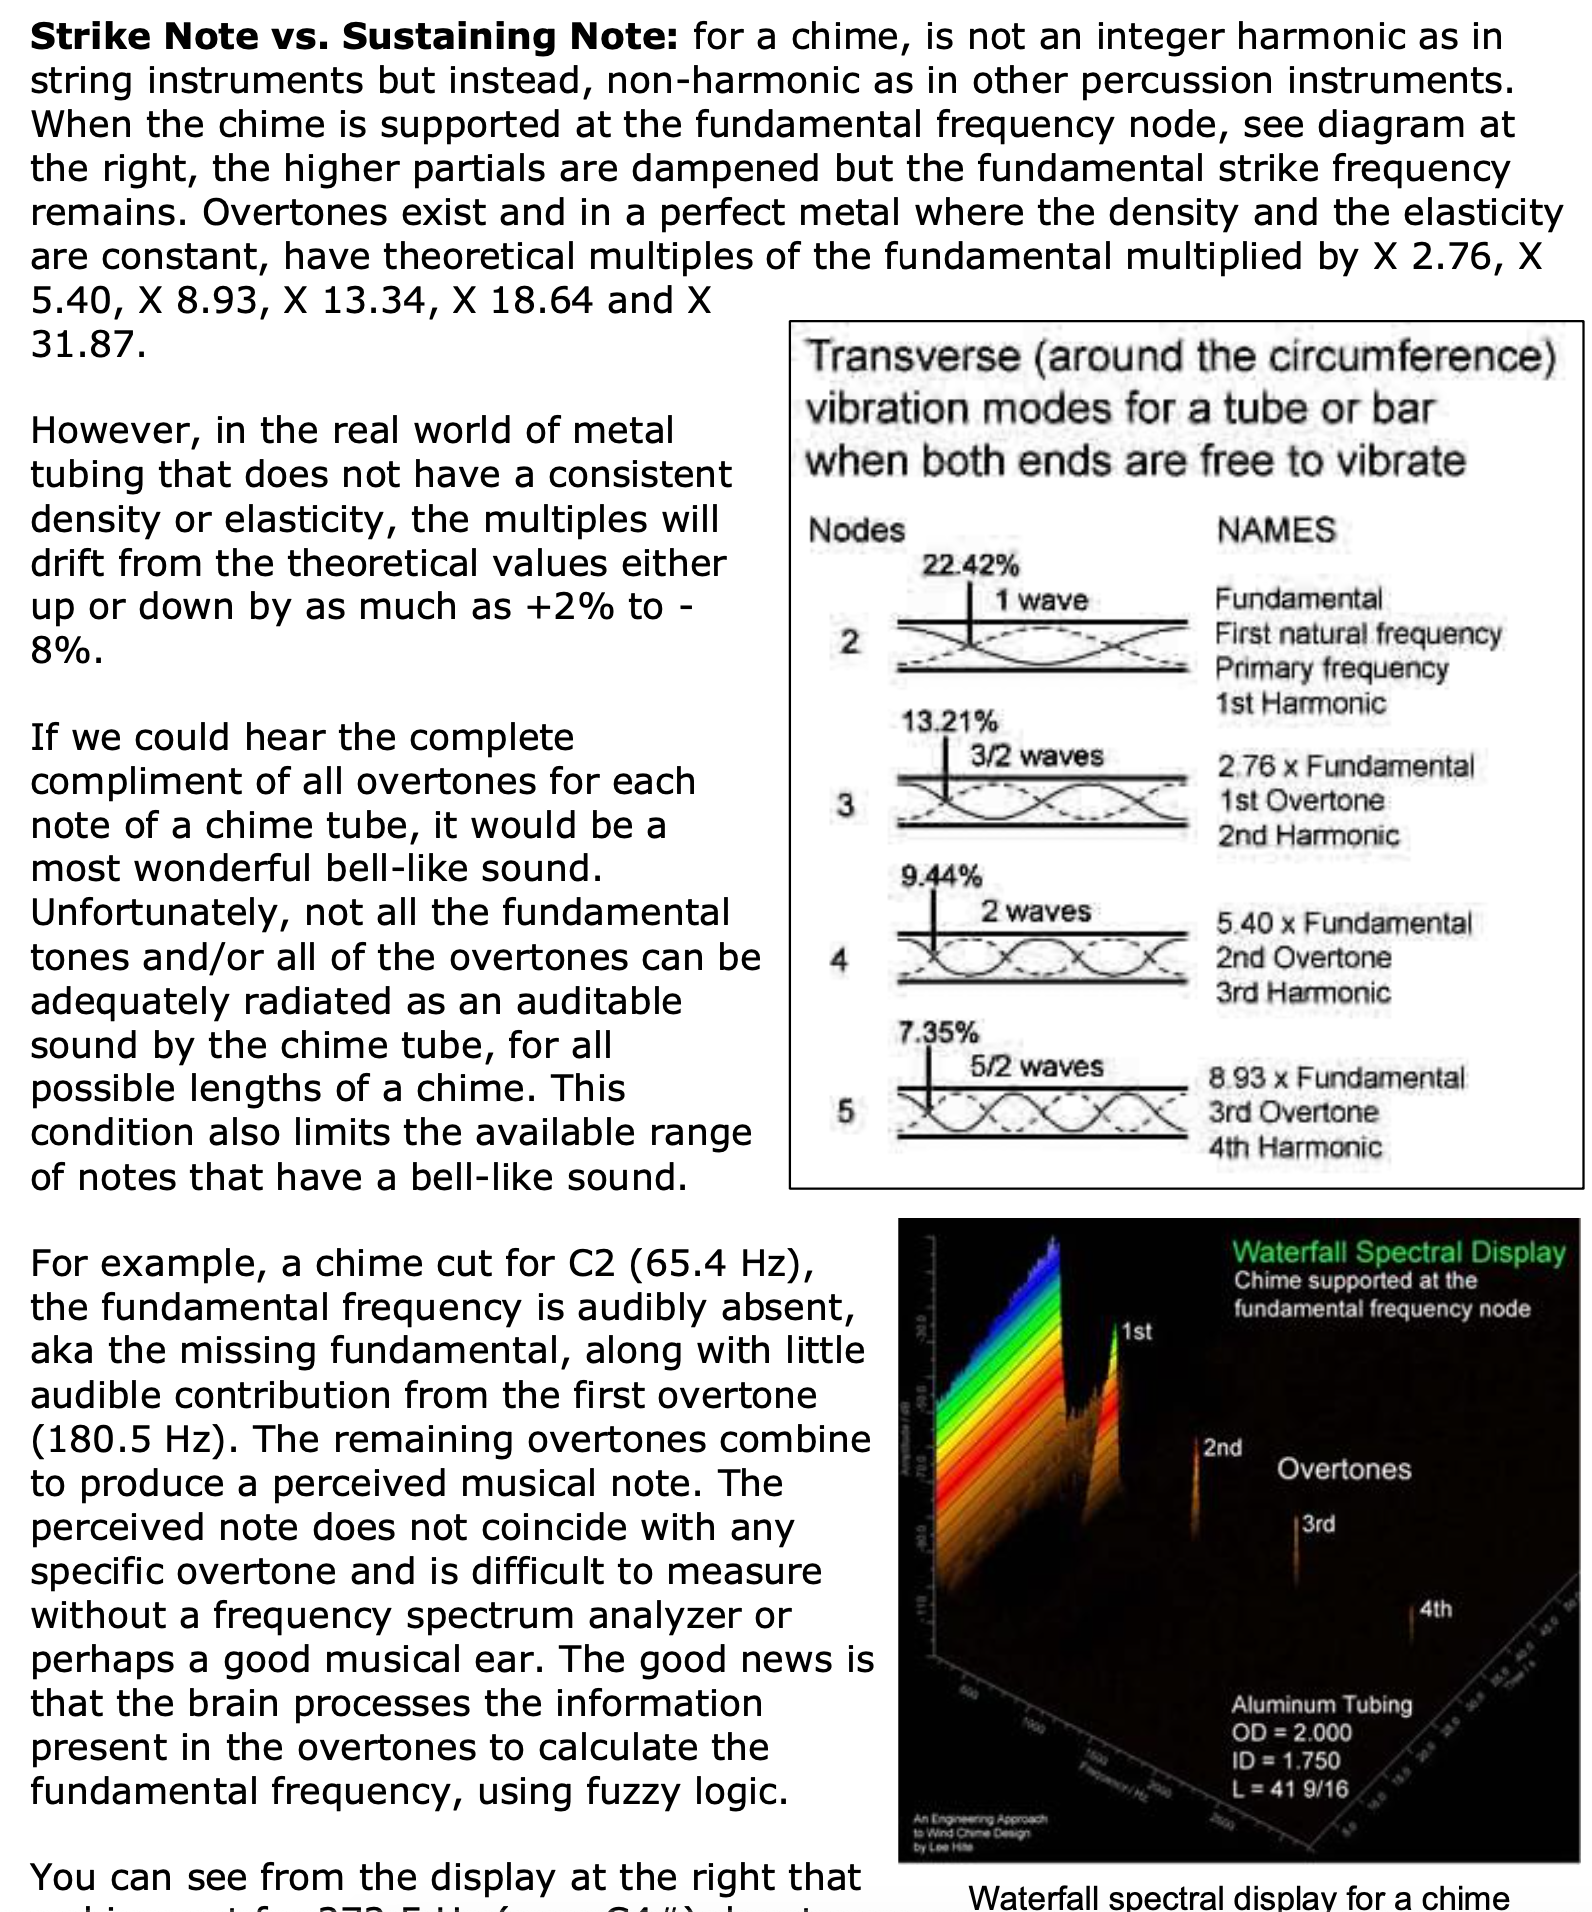 Strike Note vs. Sustaining Note: for a chime, is not an integer harmonic as in
string instruments but instead, non-harmonic as in other percussion instruments.
When the chime is supported at the fundamental frequency node, see diagram at
the right, the higher partials are dampened but the fundamental strike frequency
remains. Overtones exist and in a perfect metal where the density and the elasticity
are constant, have theoretical multiples of the fundamental multiplied by X 2.76, X
5.40, X 8.93, X 13.34, X 18.64 and X
31.87.
However, in the real world of metal
tubing that does not have a consistent
density or elasticity, the multiples will
drift from the theoretical values either
up or down by as much as +2% to -
8%.
If we could hear the complete
compliment of all overtones for each
note of a chime tube, it would be a
most wonderful bell-like sound.
Unfortunately, not all the fundamental
tones and/or all of the overtones can be
adequately radiated as an auditable
sound by the chime tube, for all
possible lengths of a chime. This
condition also limits the available range
of notes that have a bell-like sound.
For example, a chime cut for C2 (65.4 Hz),
the fundamental frequency is audibly absent,
aka the missing fundamental, along with little
audible contribution from the first overtone
(180.5 Hz). The remaining overtones combine
to produce a perceived musical note. The
perceived note does not coincide with any
specific overtone and is difficult to measure
without a frequency spectrum analyzer or
perhaps a good musical ear. The good news is
that the brain processes the information
present in the overtones to calculate the
fundamental frequency, using fuzzy logic.
You can see from the display at the right that
Transverse (around the circumference)
vibration modes for a tube or bar
when both ends are free to vibrate
Nodes
NAMES
22.42%
1 wave
2
Fundamental
First natural frequency
Primary frequency
1st Harmonic
13.21%
3/2 waves
3
2.76 x Fundamental
1st Overtone
2nd Harmonic
9.44%
2 waves
4
5.40 x Fundamental
2nd Overtone
3rd Harmonic
7.35%
5/2 waves
5
8.93 x Fundamental
3rd Overtone
4th Harmonic
Waterfall Spectral Display
Chime supported at the
fundamental frequency node
1st
2nd
Overtones
3rd
4th
Aluminum Tubing
OD = 2.000
ID = 1.750
L = 41 9/16
500
1000
1500
2000
2500
Frequency / Hz
An Engineering Approach
to Wind Chime Design
by Lee Hite
Waterfall spectral display for a chime